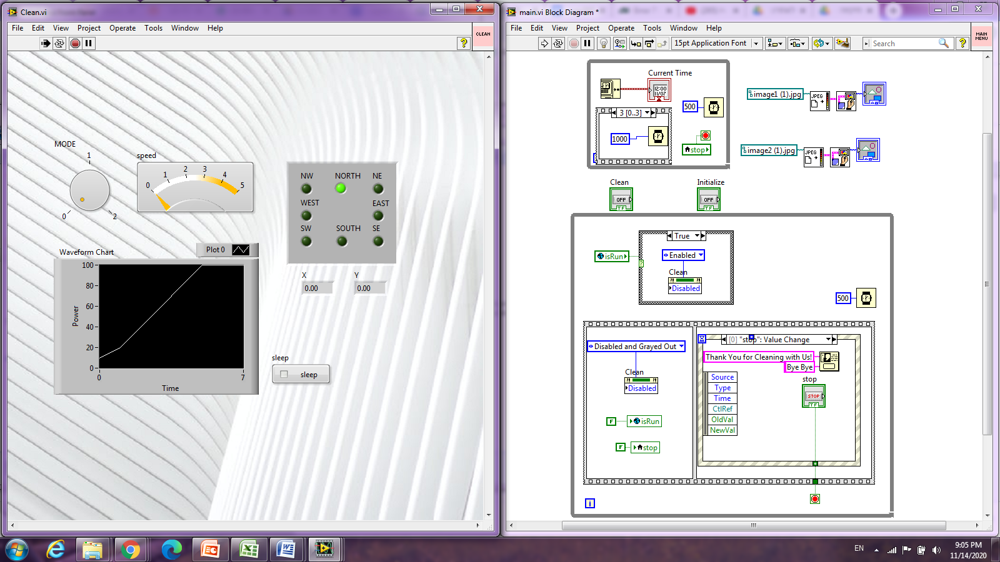 Clean.vi
File Edit View Project Operate Tools Window Help
CLEAN
MODE
1
0
2
speed
0 1 2 3 4 5
NW NORTH NE
WEST EAST
SW SOUTH SE
X Y
0.00 0.00
Waveform Chart
Plot 0
100
80
60
40
20
0
Power
0 7
Time
sleep
sleep
main.vi Block Diagram *
File Edit View Project Operate Tools Window Help
15pt Application Font
Search
MAIN
MENU
Current Time
12:00
11/07
500
3 [0..3]
1000
stop
image1 (1).jpg
JPEG
image2 (1).jpg
JPEG
Clean
OFF
TF
Initialize
OFF
TF
True
isRun
Enabled
Clean
Disabled
500
Disabled and Grayed Out
Clean
Disabled
F isRun
F stop
[0] "stop": Value Change
Thank You for Cleaning with Us!
Bye Bye
Source
Type
Time
CtlRef
OldVal
NewVal
stop
STOP
TF
i
EN
9:05 PM
11/14/2020